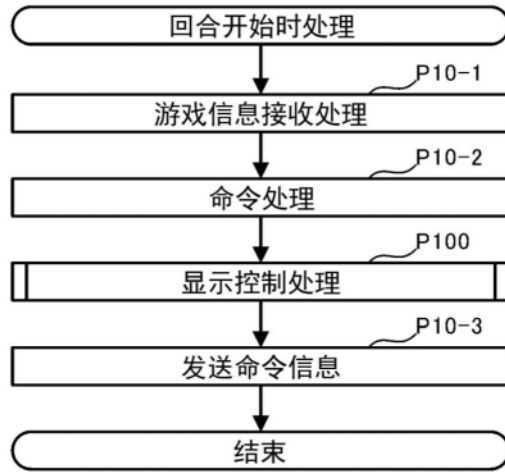 回合开始时处理
P10-1
游戏信息接收处理
P10-2
命令处理
P100
显示控制处理
P10-3
发送命令信息
结束